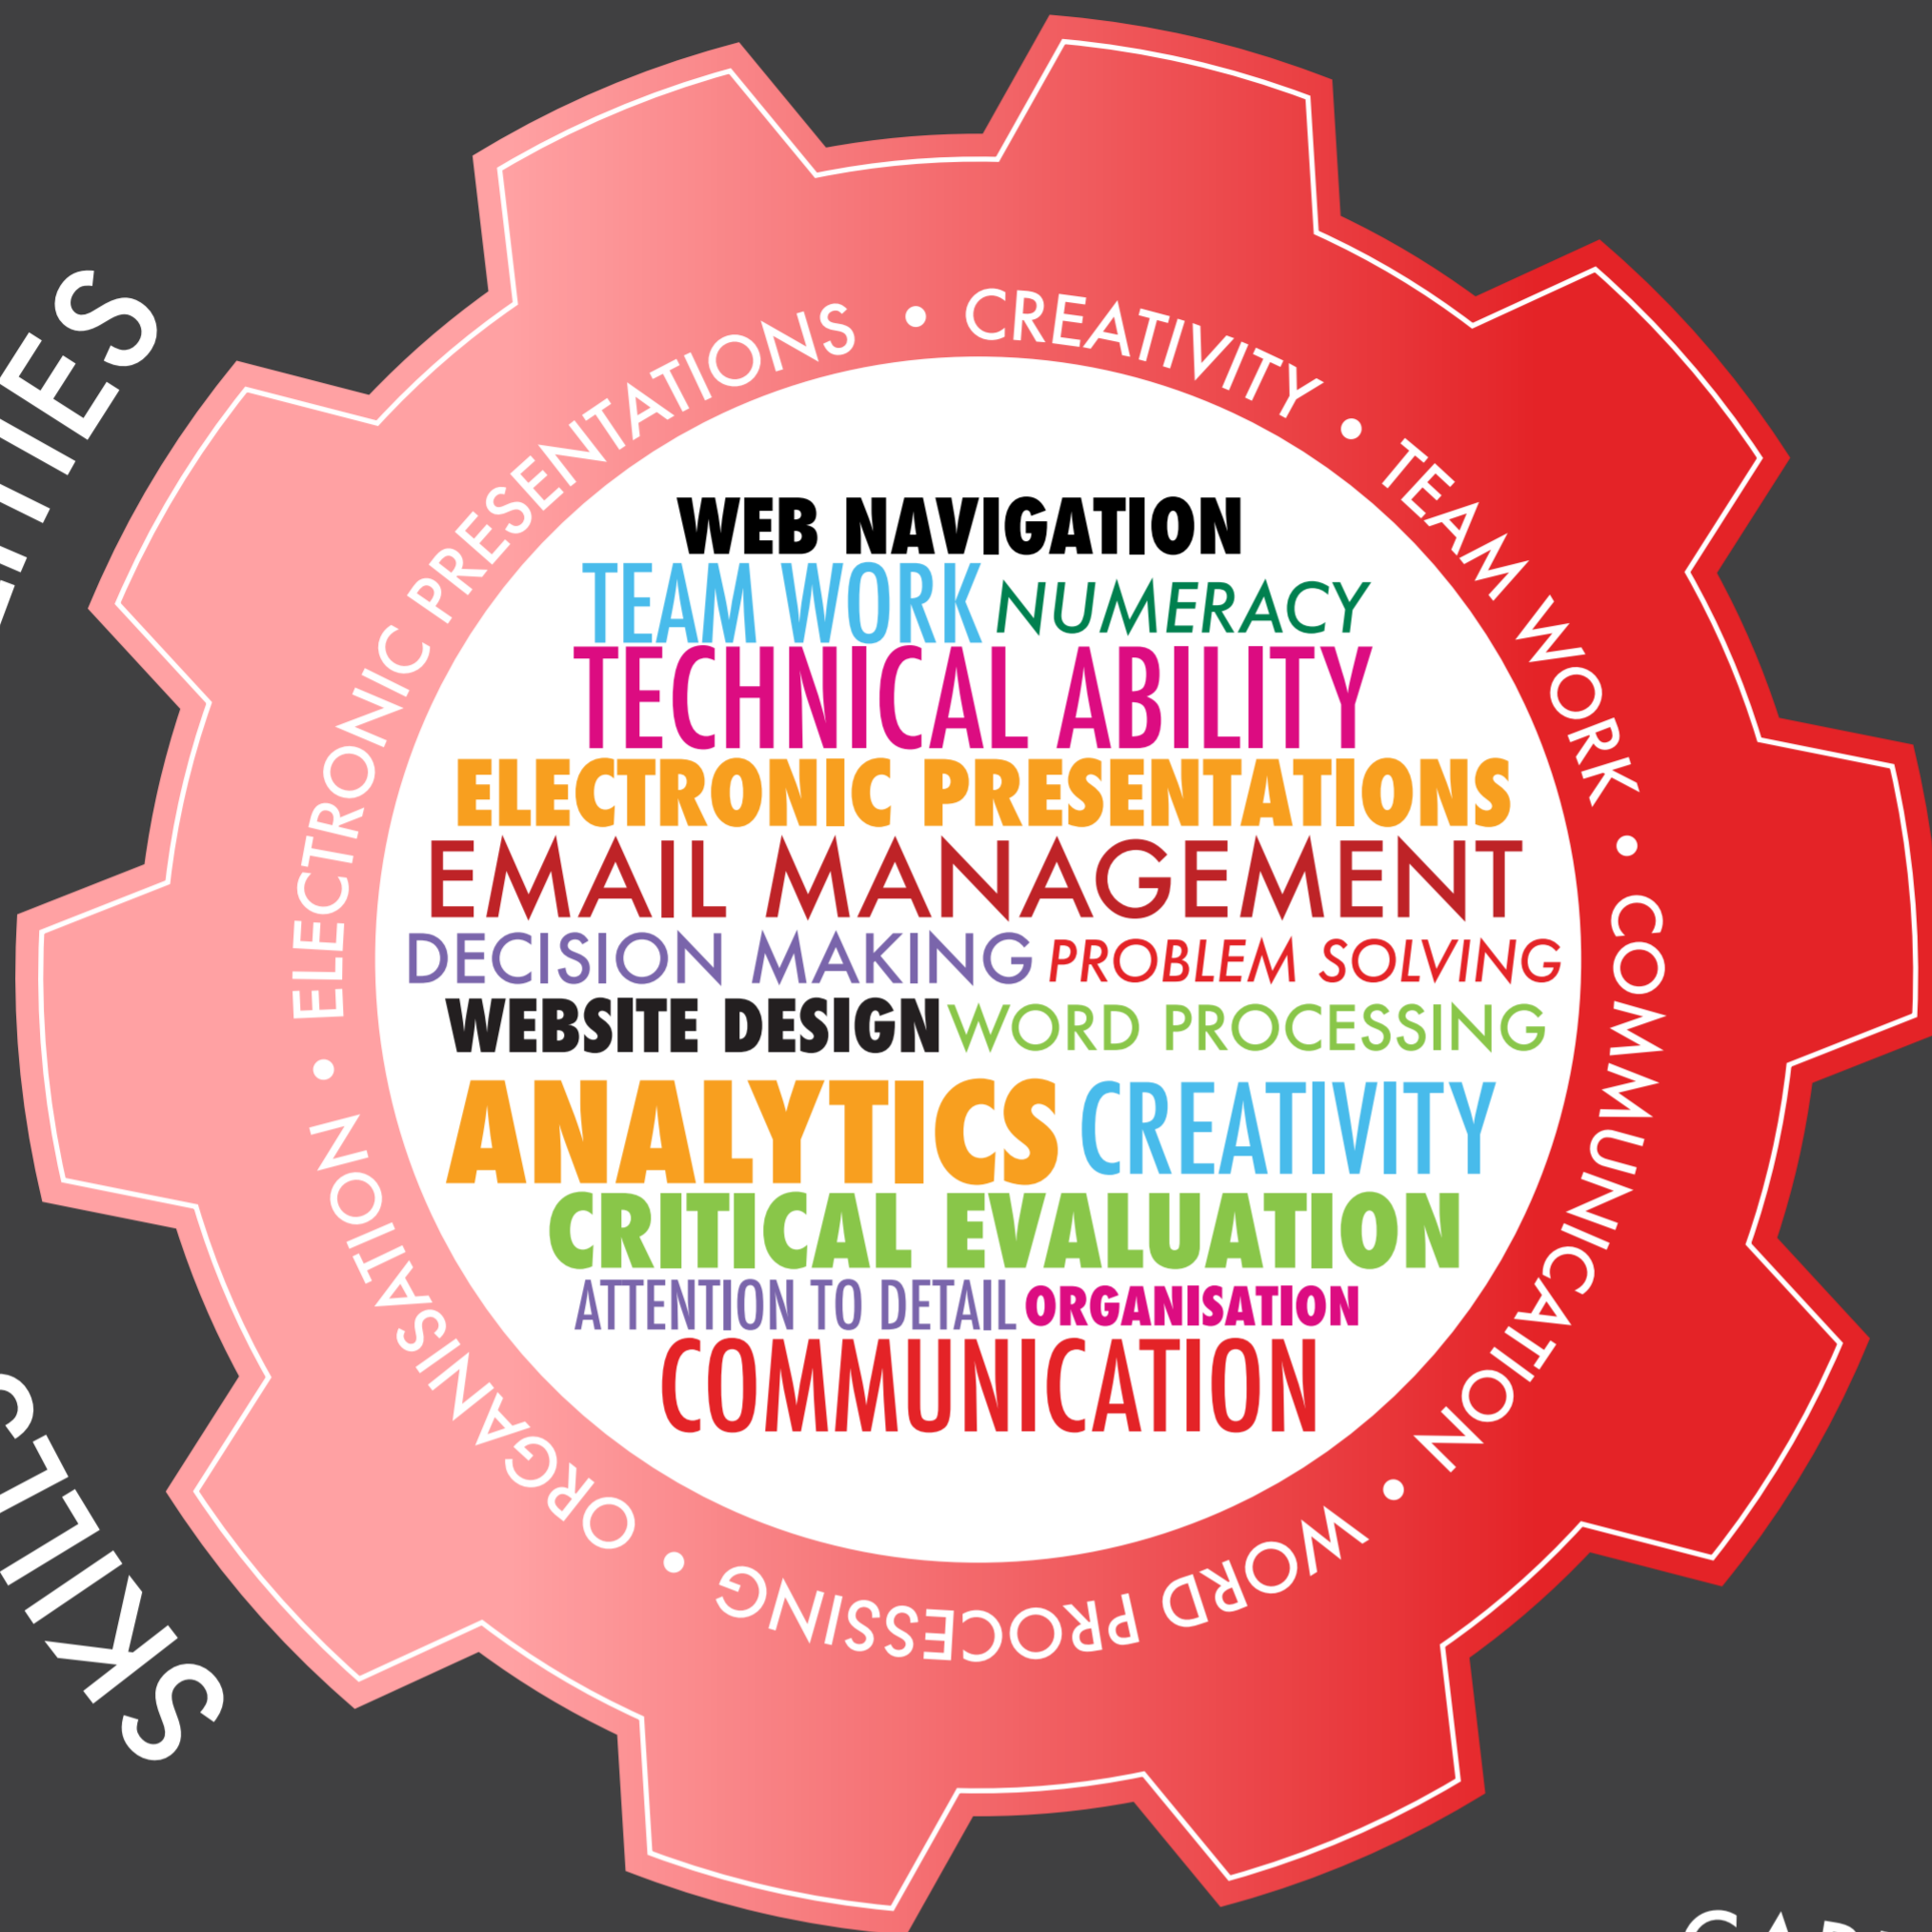 WEB NAVIGATION
TEAM WORK NUMERACY
TECHNICAL ABILITY
ELECTRONIC PRESENTATIONS
EMAIL MANAGEMENT
DECISION MAKING PROBLEM SOLVING
WEBSITE DESIGN WORD PROCESSING
ANALYTICS CREATIVITY
CRITICAL EVALUATION
ATTENTION TO DETAIL ORGANISATION
COMMUNICATION
ELECTRONIC PRESENTATIONS • CREATIVITY • TEAM WORK • COMMUNICATION • WORD PROCESSING • ORGANISATION •
SKILLS